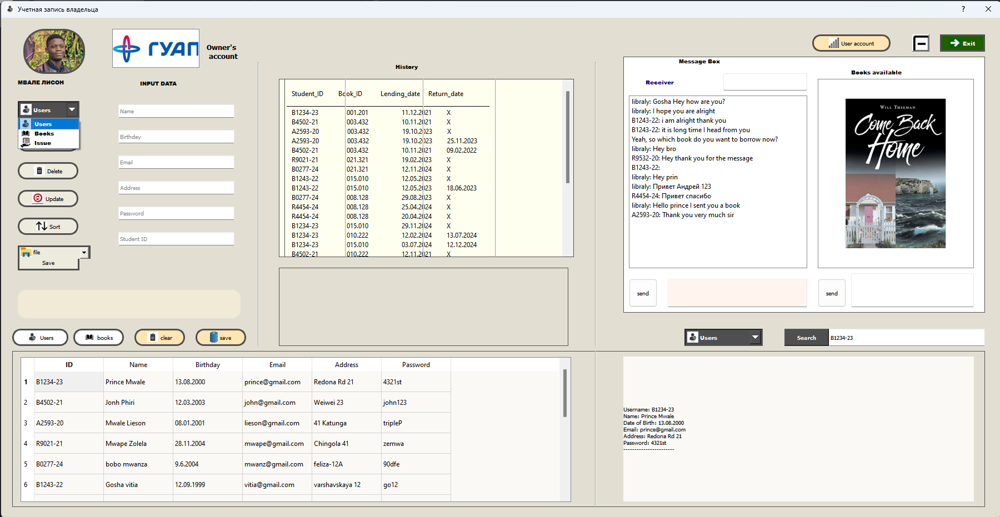 Учетная запись владельца
?
ГУАП
Owner's
account
User account
Exit
МВАЛЕ ЛИСОН
INPUT DATA
Users
Users
Books
Issue
Delete
Update
Sort
file
Save
Name
Birthday
Email
Address
Password
Student ID
Users
books
clear
save
History
Student_ID Book_ID Lending_date Return_date
B1234-23 001.201 11.12.2021 X
B4502-21 003.432 10.11.2021 X
A2593-20 003.432 19.10.2023 X
A2593-20 003.432 19.10.2023 25.11.2023
B4502-21 003.432 10.11.2021 09.02.2022
R9021-21 021.321 19.02.2023 X
B0277-24 021.321 12.11.2024 X
B1243-22 015.010 12.05.2023 X
B1243-22 015.010 12.05.2023 18.06.2023
B0277-24 008.128 29.08.2023 X
R4454-24 008.128 25.04.2024 X
R4454-24 008.128 20.04.2024 X
B1234-23 015.010 29.11.2024 X
B1234-23 010.222 12.02.2024 13.07.2024
B1234-23 015.010 03.07.2024 12.12.2024
B4502-21 010.222 12.11.2021 X
Message Box
Receiver
libraly: Gosha Hey how are you?
libraly: I hope you are alright
B1243-22: i am alright thank you
B1243-22: it is long time I head from you
Yeah, so which book do you want to borrow now?
libraly: Hey bro
R9532-20: Hey thank you for the message
B1243-22:
libraly: Hey prin
libraly: Привет Андрей 123
R4454-24: Привет спасибо
libraly: Hello prince I sent you a book
A2593-20: Thank you very much sir
send
Books available
WILL THIEMAN
Come Back
Home
send
Users
Search
B1234-23
ID Name Birthday Email Address Password
1 B1234-23 Prince Mwale 13.08.2000 prince@gmail.com Redona Rd 21 4321st
2 B4502-21 Jonh Phiri 12.03.2003 john@gmail.com Weiwei 23 john123
3 A2593-20 Mwale Lieson 08.01.2001 lieson@gmail.com 41 Katunga tripleP
4 R9021-21 Mwape Zolela 28.11.2004 mwape@gmail.com Chingola 41 zemwa
5 B0277-24 bobo mwanza 9.6.2004 mwanz@gmail.com feliza-12A 90dfe
6 B1243-22 Gosha vitia 12.09.1999 vitia@gmail.com varshavskaya 12 go12
Username: B1234-23
Name: Prince Mwale
Date of Birth: 13.08.2000
Email: prince@gmail.com
Address: Redona Rd 21
Password: 4321st
------------------------